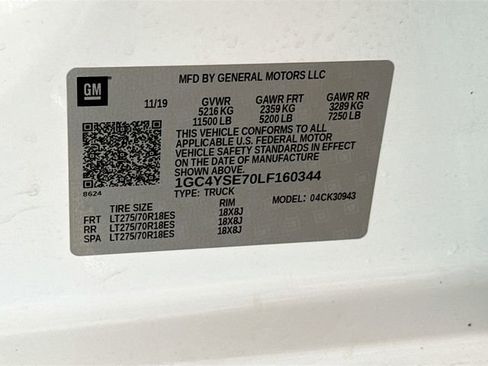 GM
MFD BY GENERAL MOTORS LLC
11/19 GVWR GAWR FRT GAWR RR
5216 KG 2359 KG 3289 KG
11500 LB 5200 LB 7250 LB
THIS VEHICLE CONFORMS TO ALL
APPLICABLE U.S. FEDERAL MOTOR
VEHICLE SAFETY STANDARDS IN EFFECT
ON THE DATE OF MANUFACTURE SHOWN ABOVE.
1GC4YSE70LF160344
8624 TYPE: TRUCK MODEL: 04CK30943
TIRE SIZE RIM
FRT LT275/70R18ES 18X8J
RR LT275/70R18ES 18X8J
SPA LT275/70R18ES 18X8J